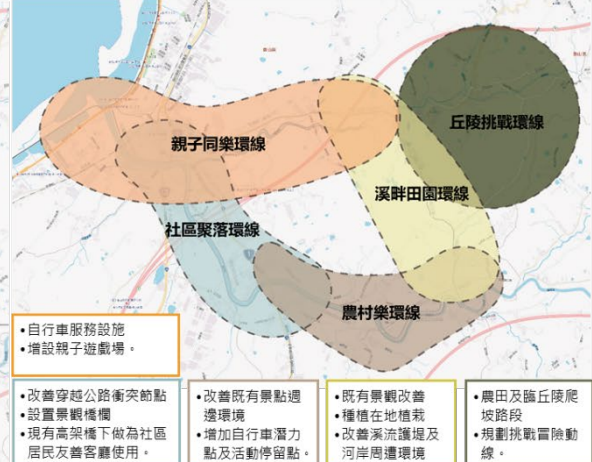 丘陵挑戰環線
親子同樂環線
溪畔田園環線
社區聚落環線
農村樂環線
•自行車服務設施
•增設親子遊戲場。
•改善穿越公路衝突節點
•設置景觀橋欄
•現有高架橋下做為社區
居民友善客廳使用。
•改善既有景點週
邊環境
•增加自行車潛力
點及活動停留點。
•既有景觀改善
•種植在地植栽
•改善溪流護堤及
河岸周遭環境
•農田及臨丘陵爬
坡路段
•規劃挑戰冒險動
線。